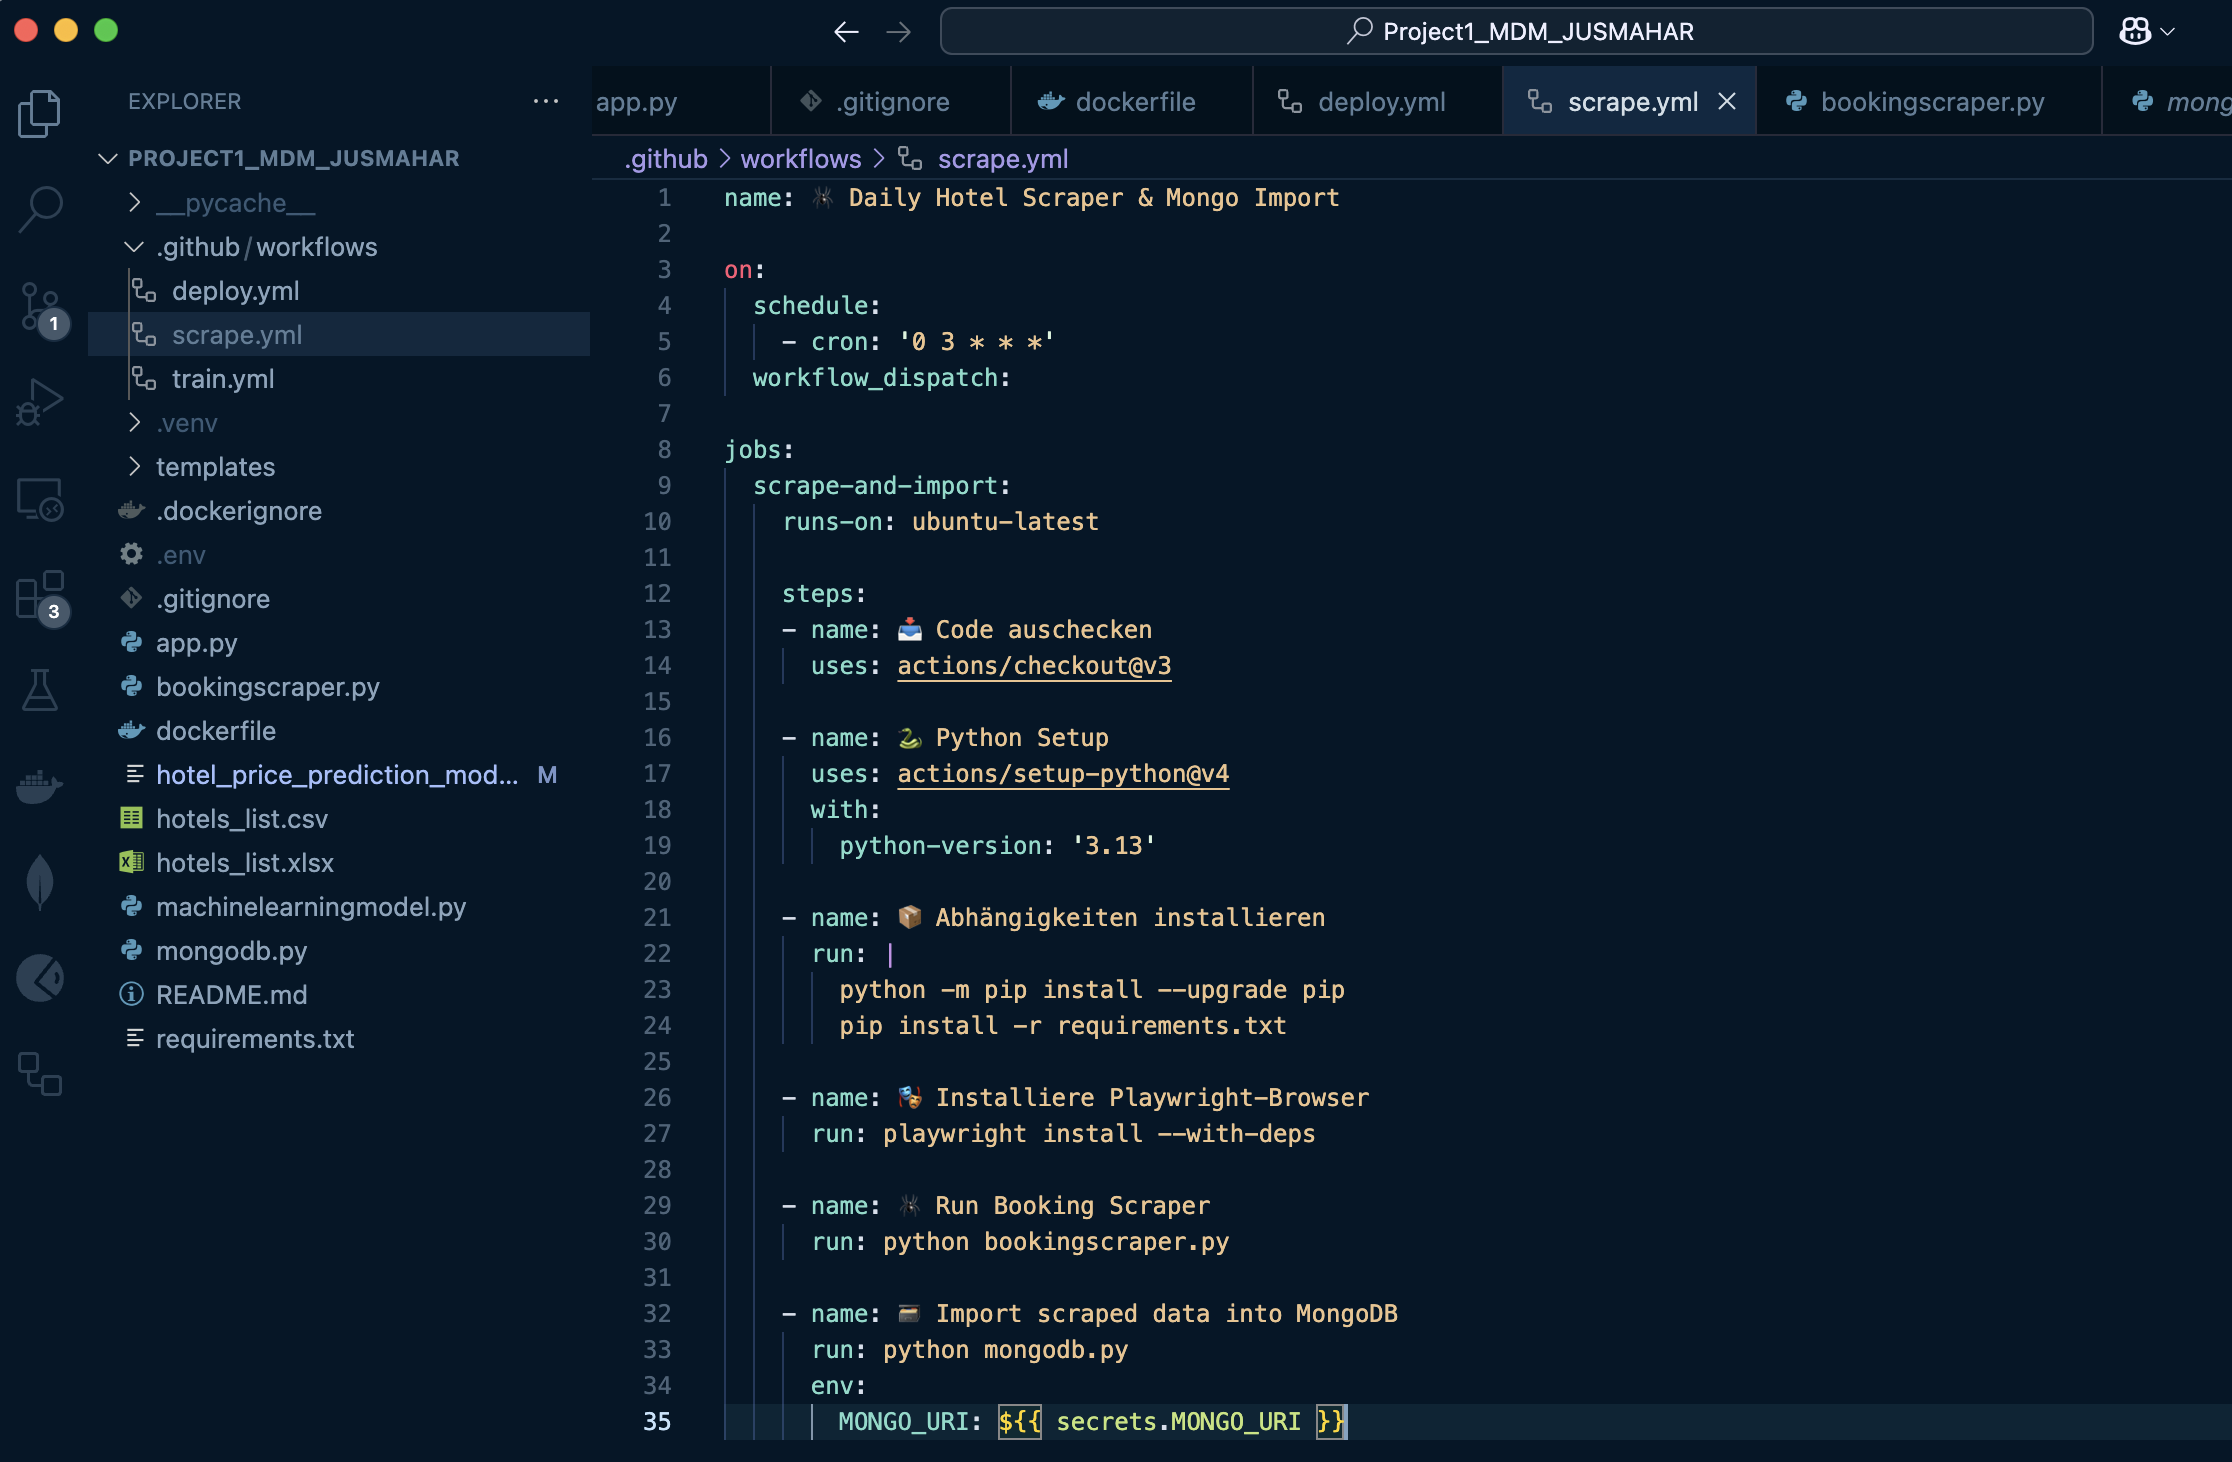 Project1_MDM_JUSMAHAR
EXPLORER
PROJECT1_MDM_JUSMAHAR
__pycache__
.github/workflows
deploy.yml
scrape.yml
train.yml
.venv
templates
.dockerignore
.env
.gitignore
app.py
bookingscraper.py
dockerfile
hotel_price_prediction_mod... M
hotels_list.csv
hotels_list.xlsx
machinelearningmodel.py
mongodb.py
README.md
requirements.txt
1
3
app.py .gitignore dockerfile deploy.yml scrape.yml bookingscraper.py mong
.github > workflows > scrape.yml
1 name: 🕷 Daily Hotel Scraper & Mongo Import
2
3 on:
4 schedule:
5 - cron: '0 3 * * *'
6 workflow_dispatch:
7
8 jobs:
9 scrape-and-import:
10 runs-on: ubuntu-latest
11
12 steps:
13 - name: 📥 Code auschecken
14 uses: actions/checkout@v3
15
16 - name: 🐍 Python Setup
17 uses: actions/setup-python@v4
18 with:
19 python-version: '3.13'
20
21 - name: 📦 Abhängigkeiten installieren
22 run: |
23 python -m pip install --upgrade pip
24 pip install -r requirements.txt
25
26 - name: 🎭 Installiere Playwright-Browser
27 run: playwright install --with-deps
28
29 - name: 🕷 Run Booking Scraper
30 run: python bookingscraper.py
31
32 - name: 🗃 Import scraped data into MongoDB
33 run: python mongodb.py
34 env:
35 MONGO_URI: ${{ secrets.MONGO_URI }}